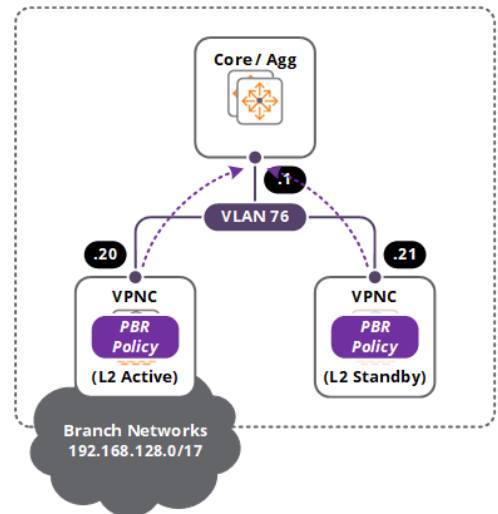 Core / Agg
.1
VLAN 76
.20
.21
VPNC
PBR
Policy
(L2 Active)
VPNC
PBR
Policy
(L2 Standby)
Branch Networks
192.168.128.0/17